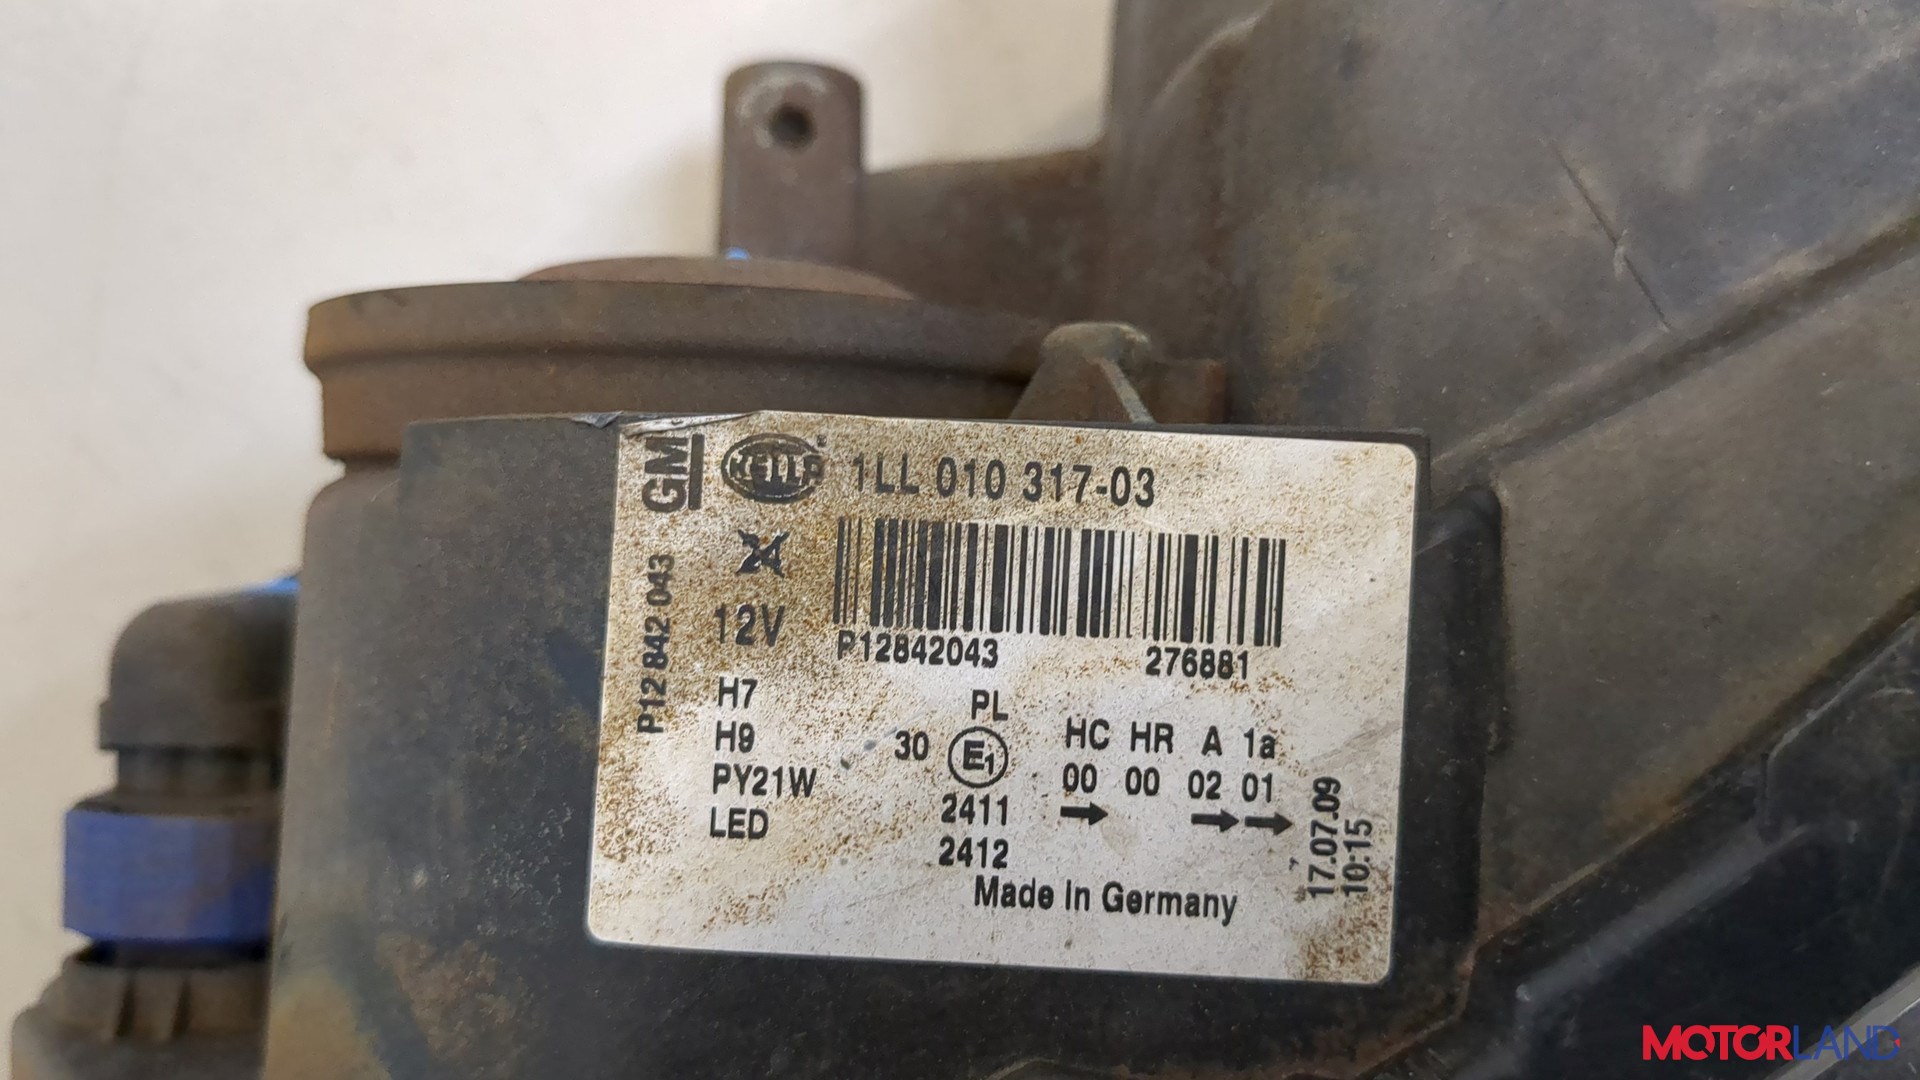 GM
P12 842 043
HELLA
1LL 010 317-03
12V
P12842043 276881
H7
H9
PY21W
LED
PL
30 E1
2411
2412
HC HR A 1a
00 00 02 01
→ → →
Made In Germany
17.07.09
10:15
MOTORLAND